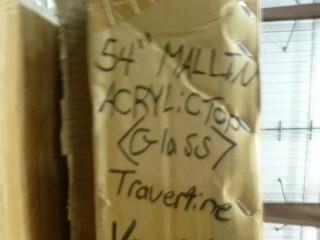 54" MALLIN
ACRYLIC TOP
<Glass>
Travertine